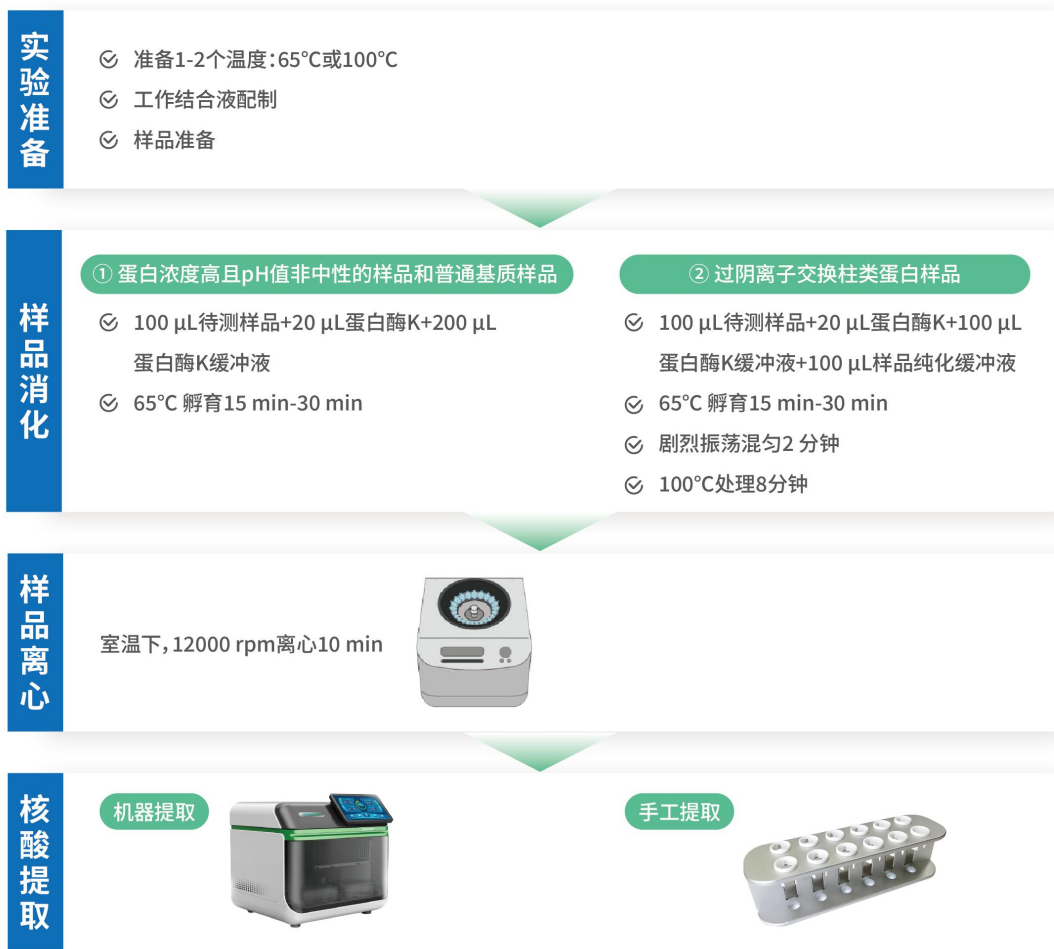 实验准备
准备1-2个温度：65℃或100℃
工作结合液配制
样品准备
样品消化
① 蛋白浓度高且pH值非中性的样品和普通基质样品
100 μL待测样品+20 μL蛋白酶K+200 μL
蛋白酶K缓冲液
65℃ 孵育15 min-30 min
② 过阴离子交换柱类蛋白样品
100 μL待测样品+20 μL蛋白酶K+100 μL
蛋白酶K缓冲液+100 μL样品纯化缓冲液
65℃ 孵育15 min-30 min
剧烈振荡混匀2 分钟
100℃处理8分钟
样品离心
室温下，12000 rpm离心10 min
核酸提取
机器提取
手工提取